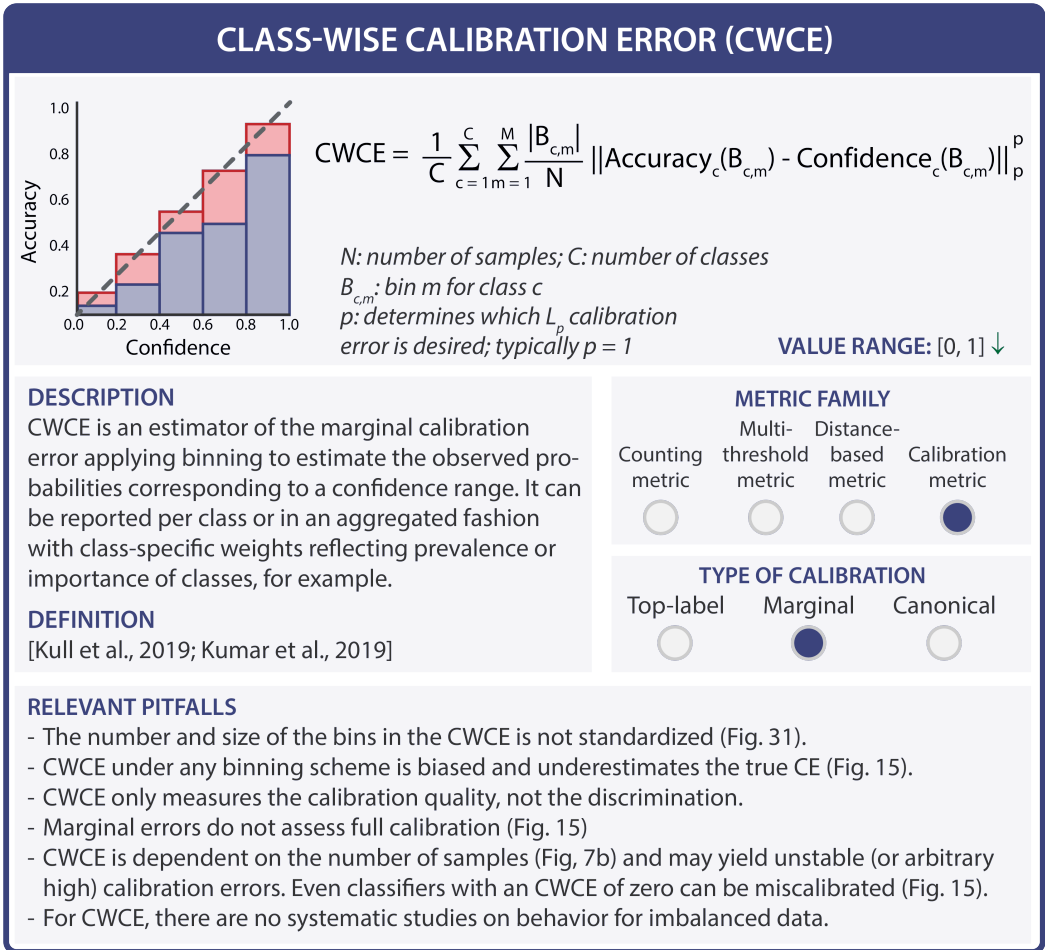 CLASS-WISE CALIBRATION ERROR (CWCE)
1.0
0.8
0.6
0.4
0.2
Accuracy
0.0 0.2 0.4 0.6 0.8 1.0
Confidence
CWCE = 1/C Σ_{c = 1}^{C} Σ_{m = 1}^{M} |B_{c,m}|/N ||Accuracy_c(B_{c,m}) - Confidence_c(B_{c,m})||_p^p
N: number of samples; C: number of classes
B_{c,m}: bin m for class c
p: determines which L_p calibration
error is desired; typically p = 1
VALUE RANGE: [0, 1] ↓
DESCRIPTION
CWCE is an estimator of the marginal calibration
error applying binning to estimate the observed pro-
babilities corresponding to a confidence range. It can
be reported per class or in an aggregated fashion
with class-specific weights reflecting prevalence or
importance of classes, for example.
DEFINITION
[Kull et al., 2019; Kumar et al., 2019]
METRIC FAMILY
Counting
metric
Multi-
threshold
metric
Distance-
based
metric
Calibration
metric
TYPE OF CALIBRATION
Top-label Marginal Canonical
RELEVANT PITFALLS
- The number and size of the bins in the CWCE is not standardized (Fig. 31).
- CWCE under any binning scheme is biased and underestimates the true CE (Fig. 15).
- CWCE only measures the calibration quality, not the discrimination.
- Marginal errors do not assess full calibration (Fig. 15)
- CWCE is dependent on the number of samples (Fig, 7b) and may yield unstable (or arbitrary
high) calibration errors. Even classifiers with an CWCE of zero can be miscalibrated (Fig. 15).
- For CWCE, there are no systematic studies on behavior for imbalanced data.